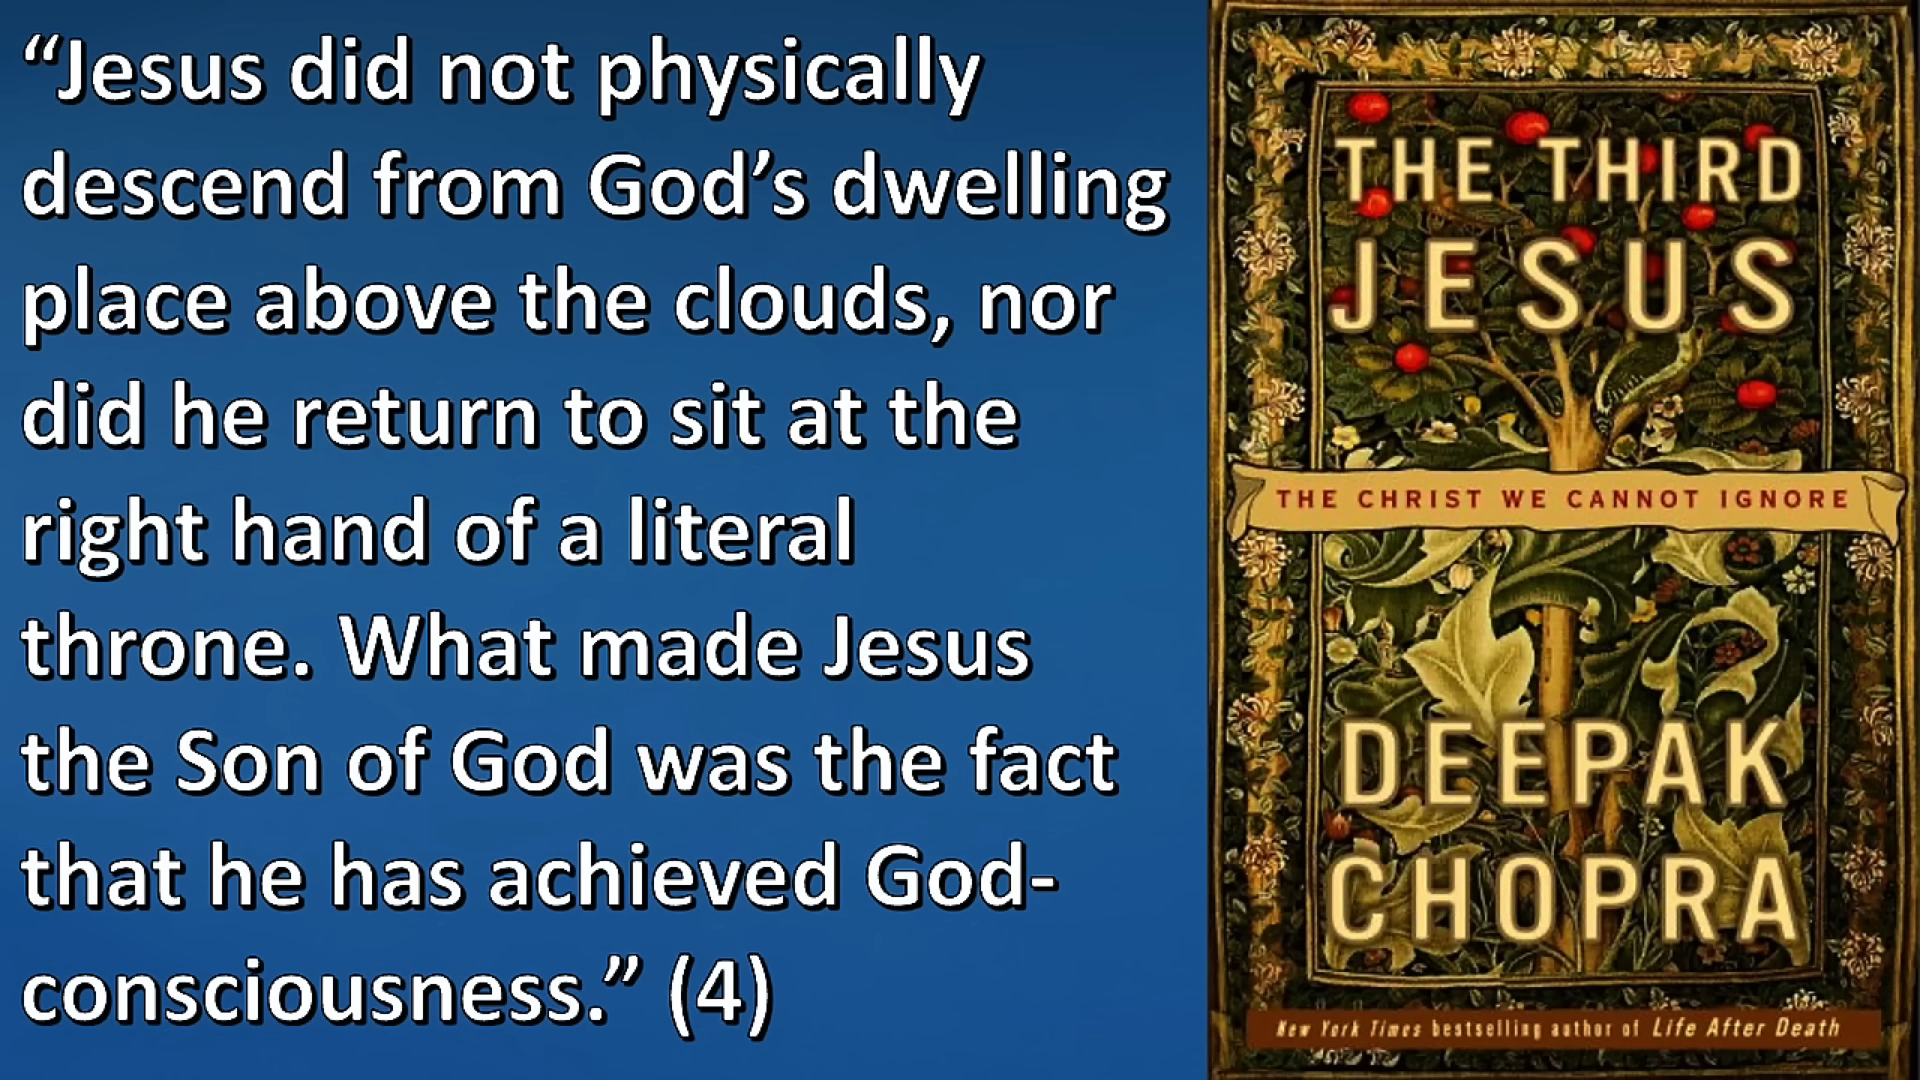 “Jesus did not physically
descend from God’s dwelling
place above the clouds, nor
did he return to sit at the
right hand of a literal
throne. What made Jesus
the Son of God was the fact
that he has achieved God-
consciousness.” (4)
THE THIRD
JESUS
THE CHRIST WE CANNOT IGNORE
DEEPAK
CHOPRA
New York Times bestselling author of Life After Death